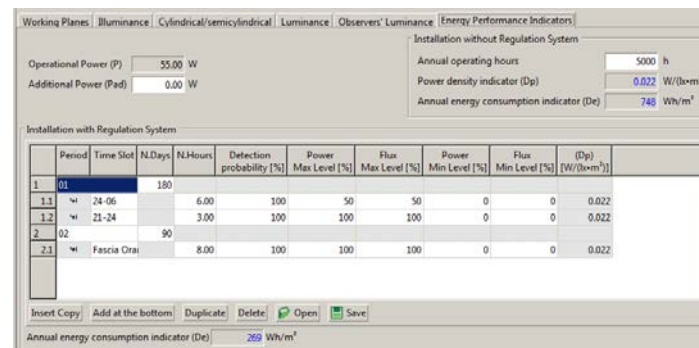 Working Planes Illuminance Cylindrical/semicylindrical Luminance Observers' Luminance Energy Performance Indicators
Operational Power (P) 55.00 W
Additional Power (Pad) 0.00 W
Installation without Regulation System
Annual operating hours 5000 h
Power density indicator (Dp) 0.022 W/(lx•m
Annual energy consumption indicator (De) 748 Wh/m²
Installation with Regulation System
Period Time Slot N.Days N.Hours Detection probability [%] Power Max Level [%] Flux Max Level [%] Power Min Level [%] Flux Min Level [%] (Dp) [W/(lx•m²)]
1 01 180
1.1 24-06 6.00 100 50 50 0 0 0.022
1.2 21-24 3.00 100 100 100 0 0 0.022
2 02 90
2.1 Fascia Orai 8.00 100 100 100 0 0 0.022
Insert Copy Add at the bottom Duplicate Delete Open Save
Annual energy consumption indicator (De) 269 Wh/m²